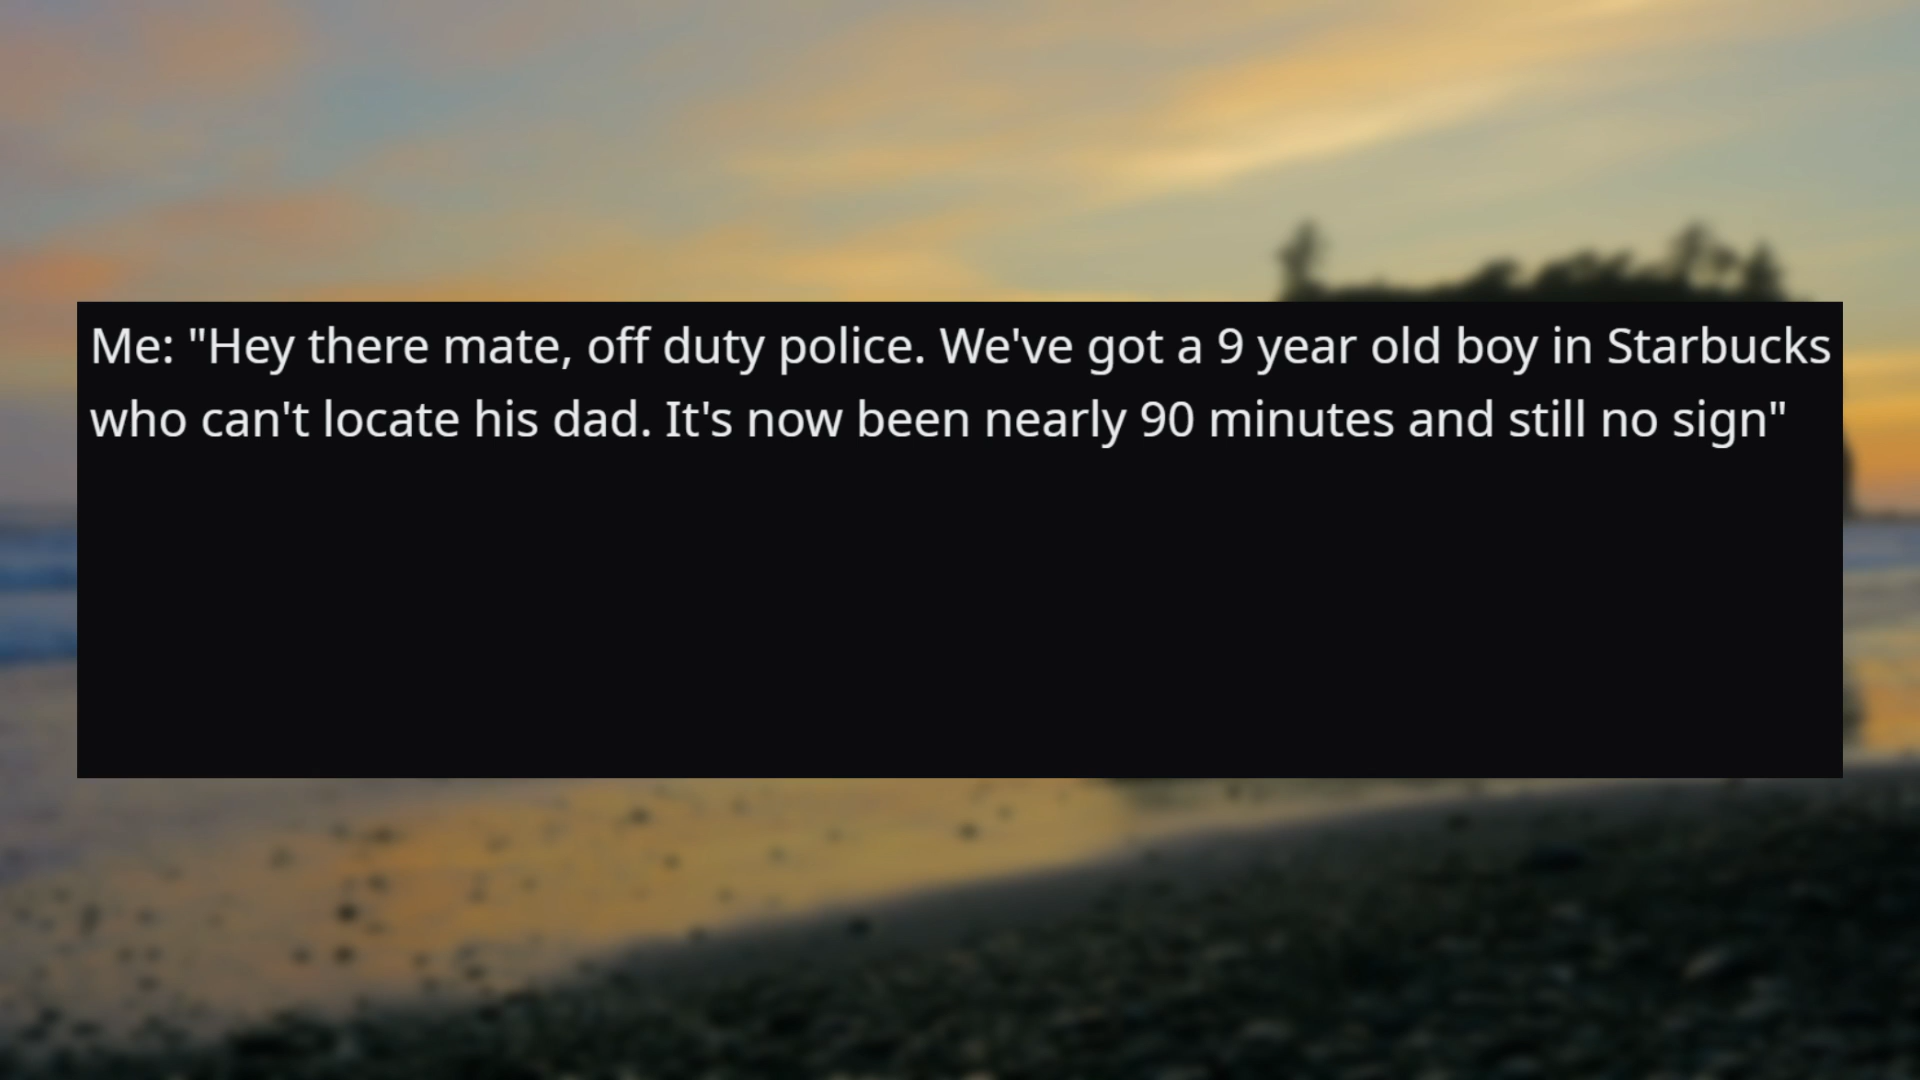 Me: "Hey there mate, off duty police. We've got a 9 year old boy in Starbucks
who can't locate his dad. It's now been nearly 90 minutes and still no sign"